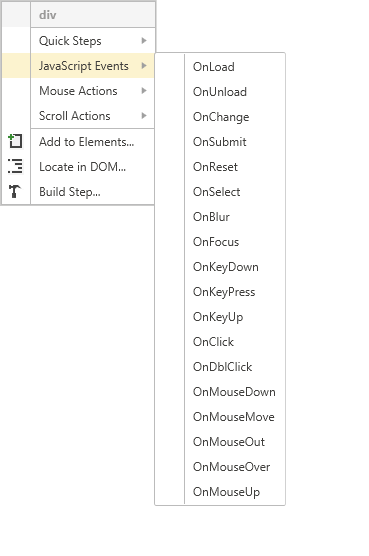 div
Quick Steps
JavaScript Events
Mouse Actions
Scroll Actions
Add to Elements...
Locate in DOM...
Build Step...
OnLoad
OnUnload
OnChange
OnSubmit
OnReset
OnSelect
OnBlur
OnFocus
OnKeyDown
OnKeyPress
OnKeyUp
OnClick
OnDblClick
OnMouseDown
OnMouseMove
OnMouseOut
OnMouseOver
OnMouseUp